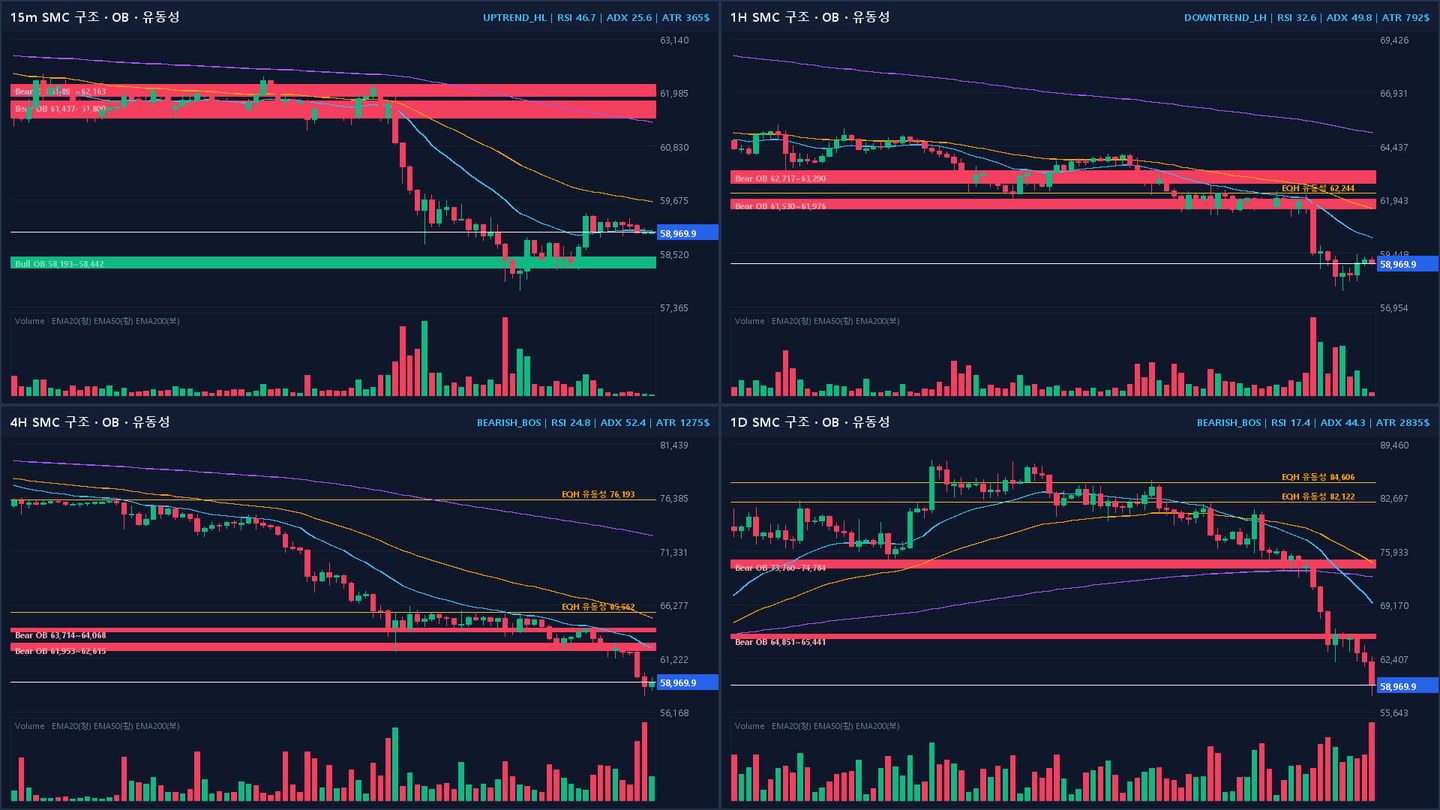 15m SMC 구조 · OB · 유동성
UPTREND_HL | RSI 46.7 | ADX 25.6 | ATR 365$
63,140
61,985
60,830
59,675
58,969.9
58,520
57,365
~62,163
Bear OB 61,437~61,800
Bull OB 58,193~58,442
Volume · EMA20(청) EMA50(황) EMA200(보)
1H SMC 구조 · OB · 유동성
DOWNTREND_LH | RSI 32.6 | ADX 49.8 | ATR 792$
69,426
66,931
64,437
61,943
59,448
58,969.9
56,954
Bear OB 62,717~63,290
EQH 유동성 62,244
Bear OB 61,530~61,976
Volume · EMA20(청) EMA50(황) EMA200(보)
4H SMC 구조 · OB · 유동성
BEARISH_BOS | RSI 24.8 | ADX 52.4 | ATR 1275$
81,439
76,385
71,331
66,277
61,222
58,969.9
56,168
EQH 유동성 76,193
EQH 유동성 65,562
Bear OB 63,714~64,068
Bear OB 61,953~62,615
Volume · EMA20(청) EMA50(황) EMA200(보)
1D SMC 구조 · OB · 유동성
BEARISH_BOS | RSI 17.4 | ADX 44.3 | ATR 2835$
89,460
82,697
75,933
69,170
62,407
58,969.9
55,643
EQH 유동성 84,606
EQH 유동성 82,122
Bear OB 73,760~74,784
Bear OB 64,851~65,441
Volume · EMA20(청) EMA50(황) EMA200(보)